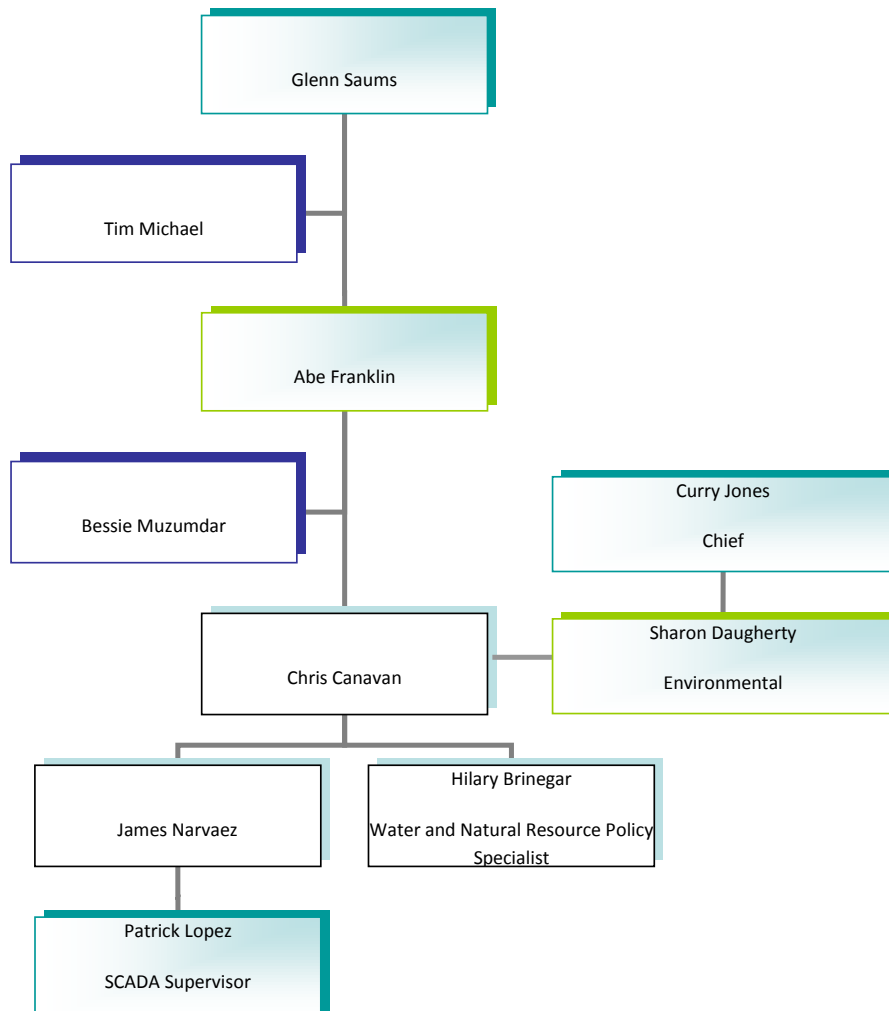 Glenn Saums
Tim Michael
Abe Franklin
Bessie Muzumdar
Curry Jones
Chief
Sharon Daugherty
Environmental
Chris Canavan
James Narvaez
Hilary Brinegar
Water and Natural Resource Policy
Specialist
Patrick Lopez
SCADA Supervisor